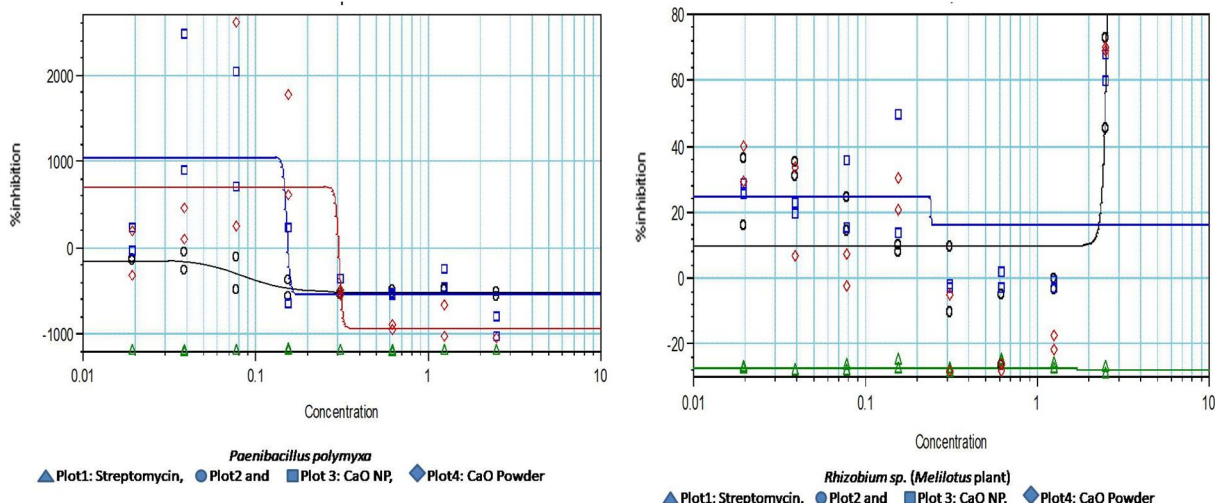 %inhibition
2000
1000
0
-1000
0.01
0.1
1
10
Concentration
Paenibacillus polymyxa
Plot1: Streptomycin, Plot2 and Plot 3: CaO NP, Plot4: CaO Powder
%inhibition
80
60
40
20
0
-20
0.01
0.1
1
10
Concentration
Rhizobium sp. (Melilotus plant)
Plot1: Streptomycin, Plot2 and Plot 3: CaO NP, Plot4: CaO Powder